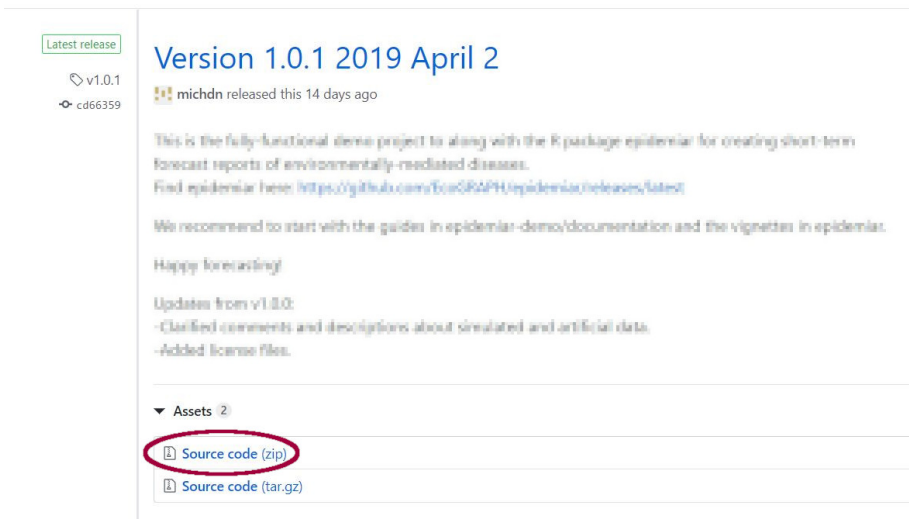 Latest release
v1.0.1
cd66359
Version 1.0.1 2019 April 2
michdn released this 14 days ago
This is the fully-functional demo project to along with the R package epidemiar for creating short-term
forecast reports of environmentally-mediated diseases.
Find epidemiar here: https://github.com/EcoGRAPH/epidemiar/releases/latest
We recommend to start with the guides in epidemiar-demo/documentation and the vignettes in epidemiar.
Happy forecasting!
Updates from v1.0.0:
-Clarified comments and descriptions about simulated and artificial data.
-Added license files.
Assets 2
Source code (zip)
Source code (tar.gz)